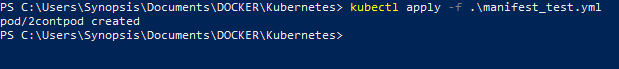 PS C:\Users\Synopsis\Documents\DOCKER\Kubernetes> kubectl apply -f .\manifest_test.yml
pod/2contpod created
PS C:\Users\Synopsis\Documents\DOCKER\Kubernetes>